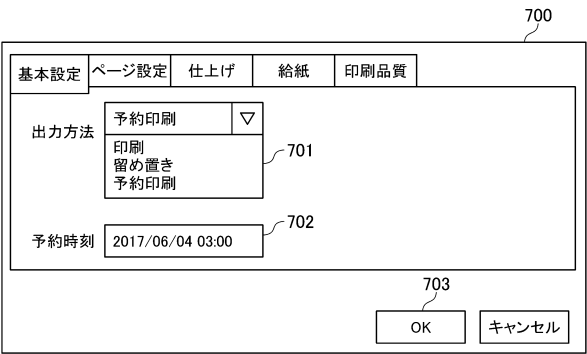 700
基本設定 ページ設定 仕上げ 給紙 印刷品質
出力方法 予約印刷 ▽
印刷
留め置き
予約印刷
701
予約時刻 2017/06/04 03:00
702
703
OK キャンセル